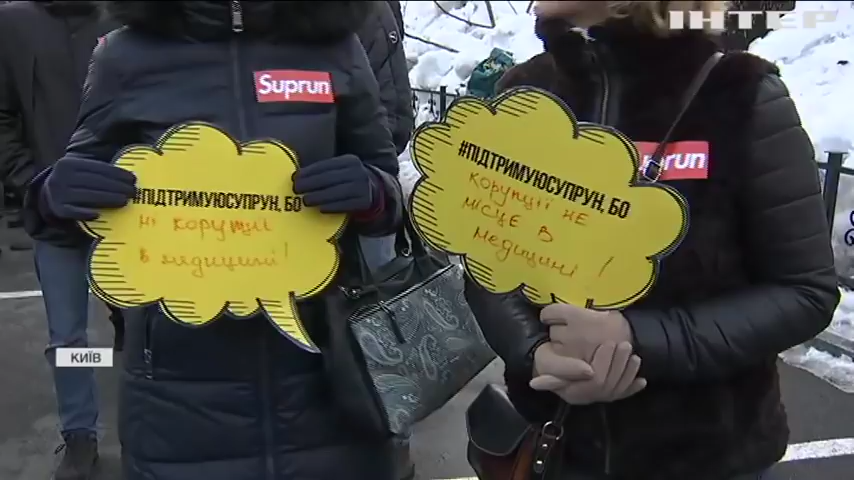 ІНТЕР
Suprun
Suprun
#ПІДТРИМУЮСУПРУН, БО
ні корупції
в медицині!
#ПІДТРИМУЮСУПРУН, БО
корупції не
місце в
медицині!
КИЇВ